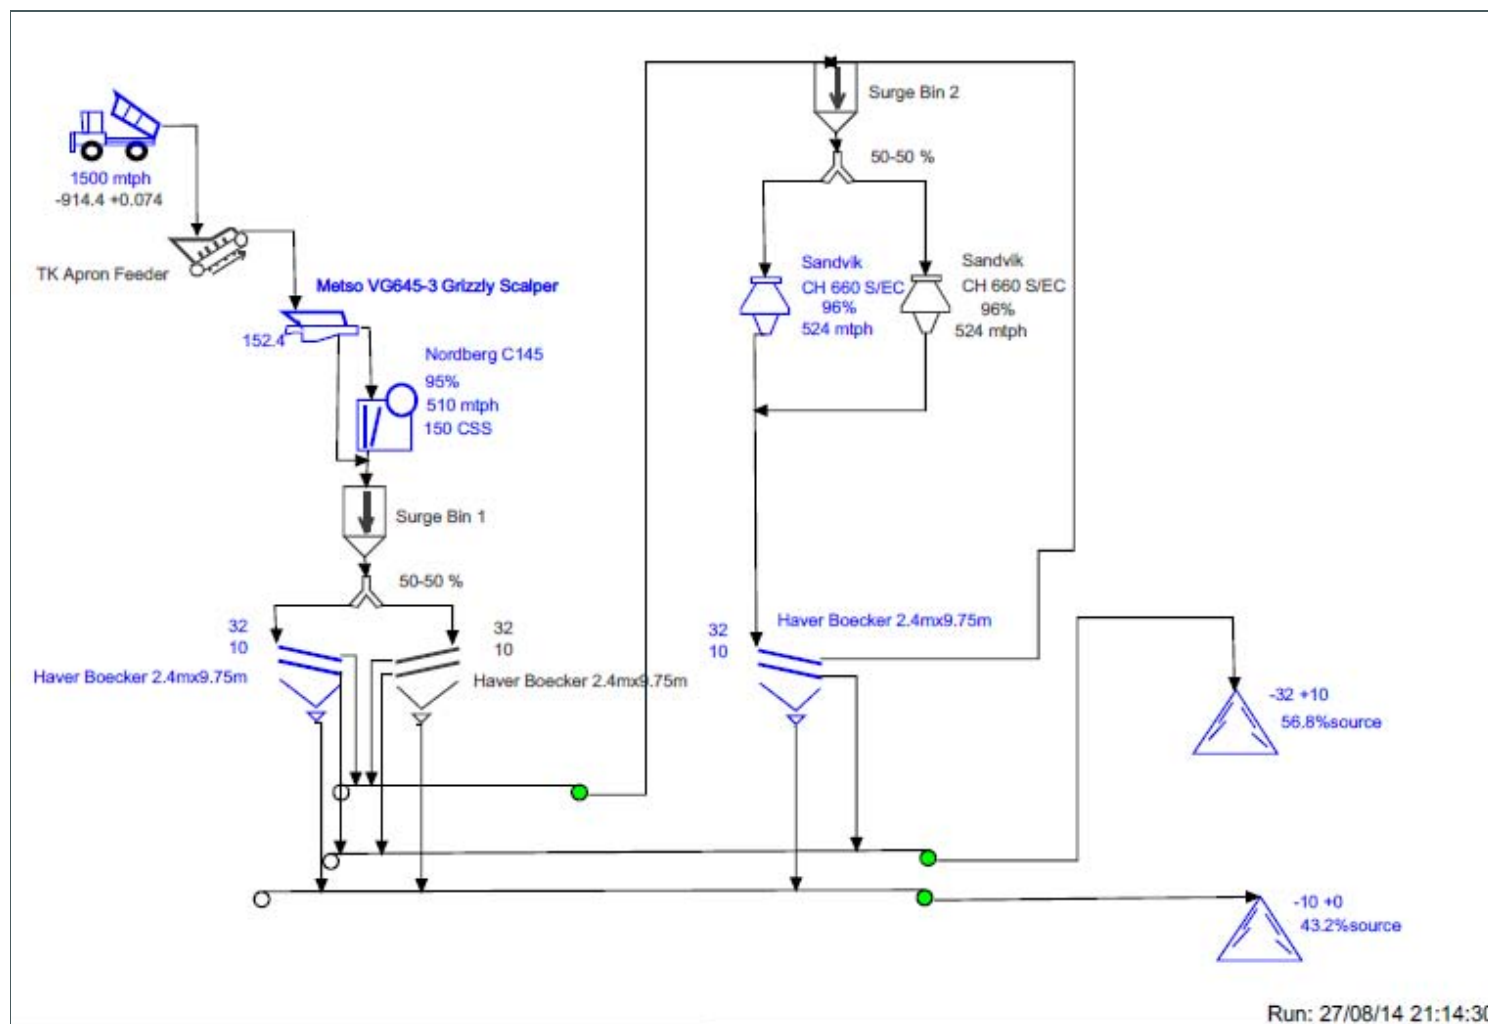 Surge Bin 2
50-50 %
1500 mtph
-914.4 +0.074
TK Apron Feeder
Metso VG645-3 Grizzly Scalper
152.4
Nordberg C145
95%
510 mtph
150 CSS
Sandvik
CH 660 S/EC
96%
524 mtph
Sandvik
CH 660 S/EC
96%
524 mtph
Surge Bin 1
50-50 %
32
10
Haver Boecker 2.4mx9.75m
32
10
Haver Boecker 2.4mx9.75m
32
10
Haver Boecker 2.4mx9.75m
-32 +10
56.8%source
-10 +0
43.2%source
Run: 27/08/14 21:14:30